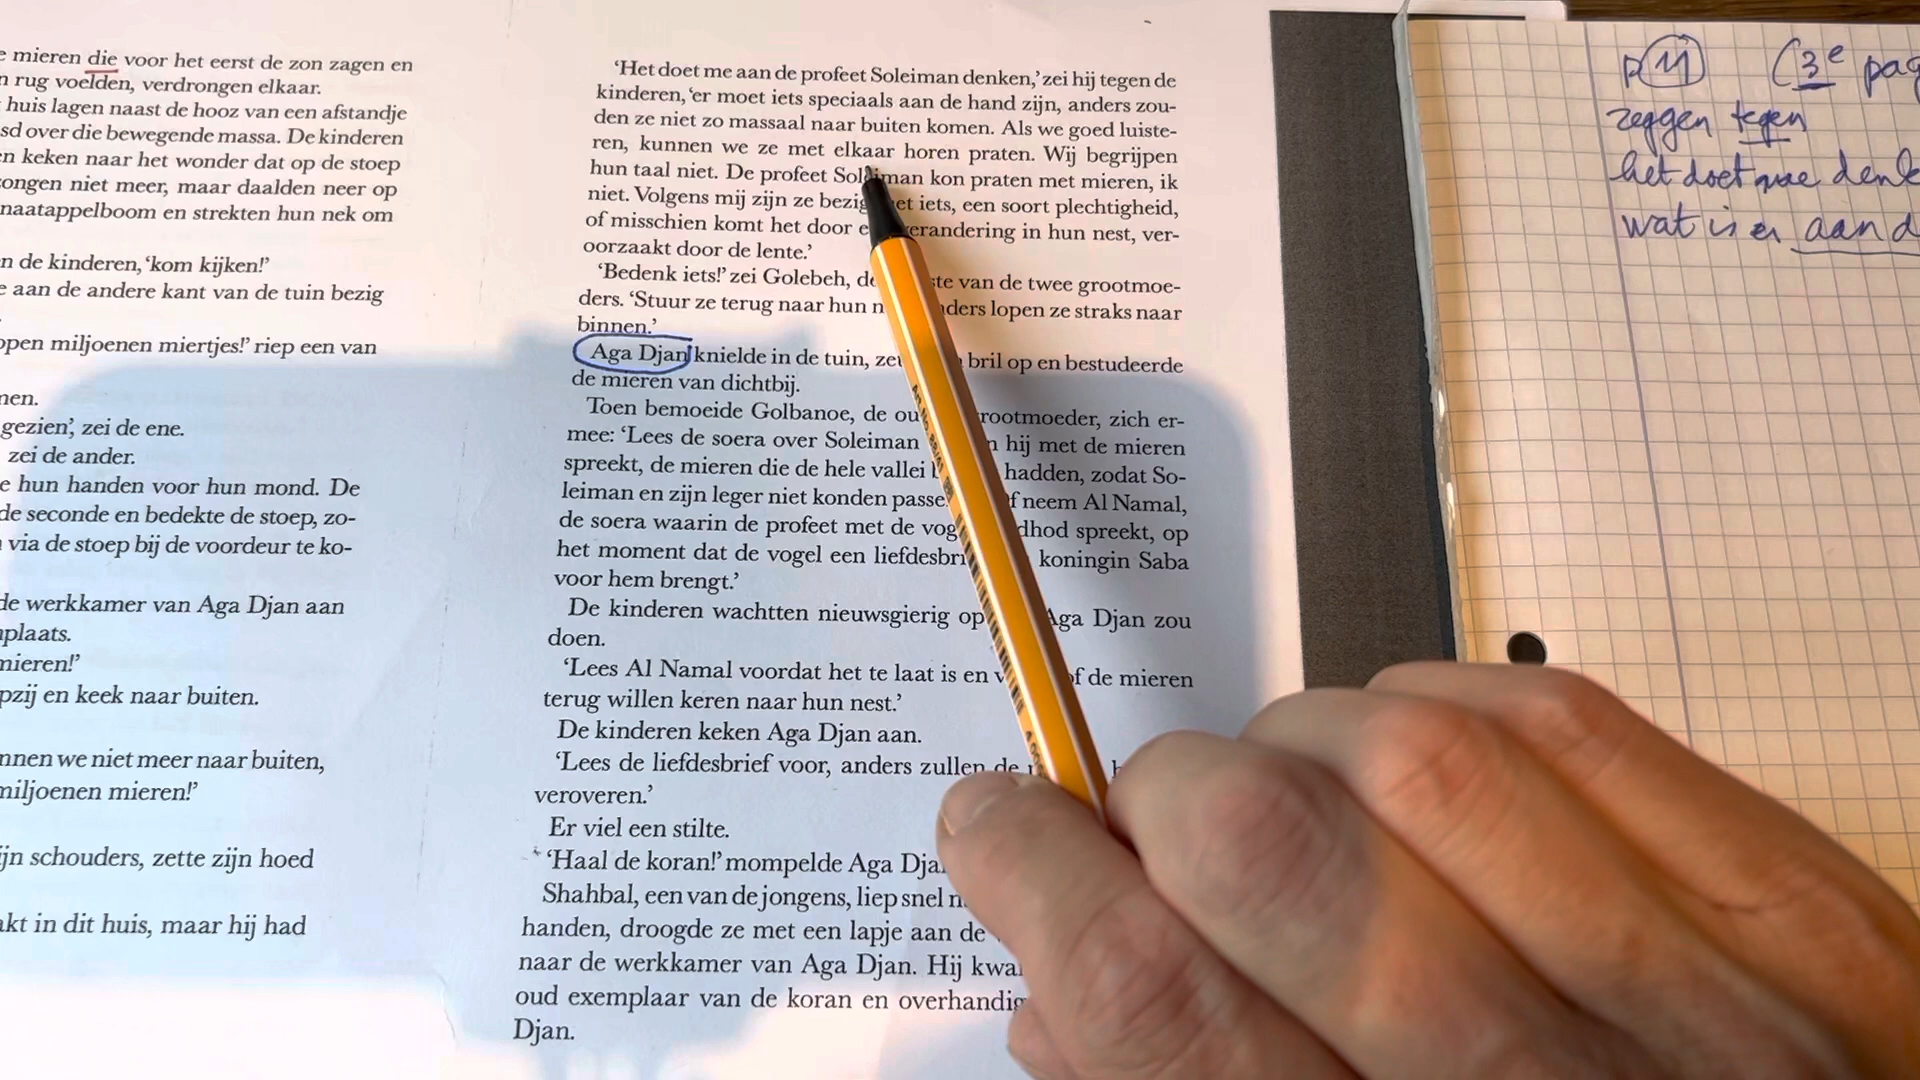 e mieren die voor het eerst de zon zagen en
n rug voelden, verdrongen elkaar.
huis lagen naast de hooz van een afstandje
sd over die bewegende massa. De kinderen
en keken naar het wonder dat op de stoep
ongen niet meer, maar daalden neer op
naatappelboom en strekten hun nek om
n de kinderen, ‘kom kijken!’
e aan de andere kant van de tuin bezig
open miljoenen miertjes!’ riep een van
nen.
gezien’, zei de ene.
zei de ander.
e hun handen voor hun mond. De
de seconde en bedekte de stoep, zo-
via de stoep bij de voordeur te ko-
de werkkamer van Aga Djan aan
plaats.
mieren!’
pzij en keek naar buiten.
nnen we niet meer naar buiten,
miljoenen mieren!’
ijn schouders, zette zijn hoed
akt in dit huis, maar hij had
‘Het doet me aan de profeet Soleiman denken,’ zei hij tegen de
kinderen, ‘er moet iets speciaals aan de hand zijn, anders zou-
den ze niet zo massaal naar buiten komen. Als we goed luiste-
ren, kunnen we ze met elkaar horen praten. Wij begrijpen
hun taal niet. De profeet Soleiman kon praten met mieren, ik
niet. Volgens mij zijn ze bezig et iets, een soort plechtigheid,
of misschien komt het door e erandering in hun nest, ver-
oorzaakt door de lente.’
‘Bedenk iets!’ zei Golebeh, de ste van de twee grootmoe-
ders. ‘Stuur ze terug naar hun n nders lopen ze straks naar
binnen.’
Aga Djan knielde in de tuin, zet bril op en bestudeerde
de mieren van dichtbij.
Toen bemoeide Golbanoe, de ou rootmoeder, zich er-
mee: ‘Lees de soera over Soleiman n hij met de mieren
spreekt, de mieren die de hele vallei hadden, zodat So-
leiman en zijn leger niet konden passe f neem Al Namal,
de soera waarin de profeet met de vog dhod spreekt, op
het moment dat de vogel een liefdesbri koningin Saba
voor hem brengt.’
De kinderen wachtten nieuwsgierig op Aga Djan zou
doen.
‘Lees Al Namal voordat het te laat is en v of de mieren
terug willen keren naar hun nest.’
De kinderen keken Aga Djan aan.
‘Lees de liefdesbrief voor, anders zullen de
veroveren.’
Er viel een stilte.
‘Haal de koran!’ mompelde Aga Dja
Shahbal, een van de jongens, liep snel n
handen, droogde ze met een lapje aan de
naar de werkkamer van Aga Djan. Hij kwa
oud exemplaar van de koran en overhandig
Djan.
p 11 (3e pag
zeggen tegen
het doet me denk
wat is er aan d